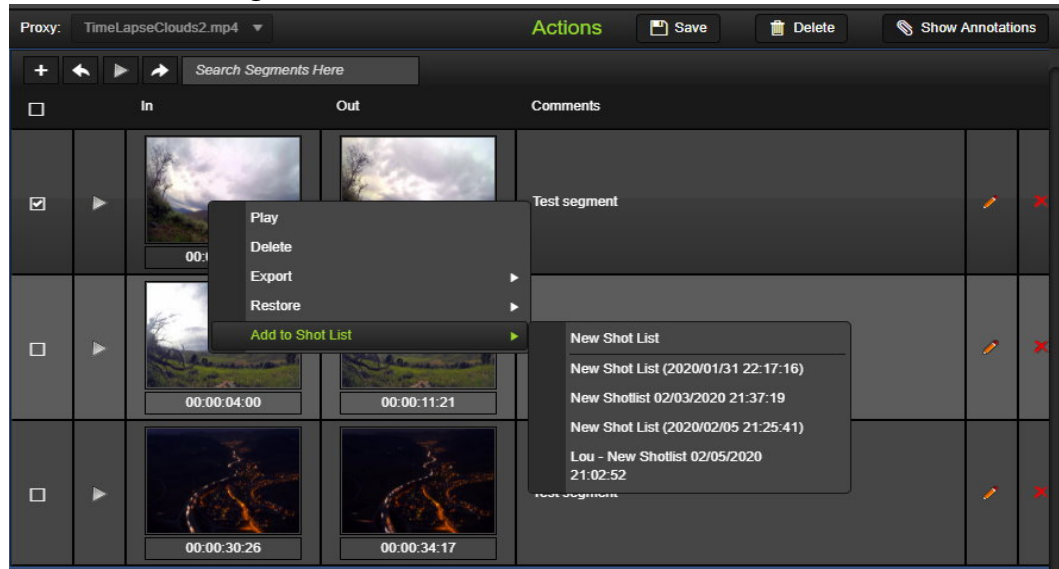 Proxy: TimeLapseClouds2.mp4 Actions Save Delete Show Annotations
Search Segments Here
In Out Comments
Test segment
Play
Delete
Export
Restore
Add to Shot List
New Shot List
New Shot List (2020/01/31 22:17:16)
New Shotlist 02/03/2020 21:37:19
New Shot List (2020/02/05 21:25:41)
Lou - New Shotlist 02/05/2020
21:02:52
00:00:04:00 00:00:11:21
Test segment
00:00:30:26 00:00:34:17